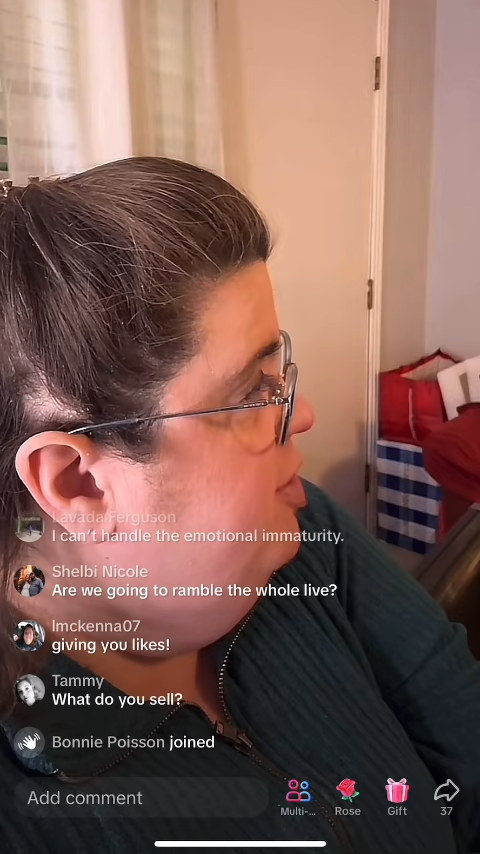 Lavada Ferguson
I can't handle the emotional immaturity.
Shelbi Nicole
Are we going to ramble the whole live?
lmckenna07
giving you likes!
Tammy
What do you sell?
Bonnie Poisson joined
Add comment
Multi-...
Rose
Gift
37